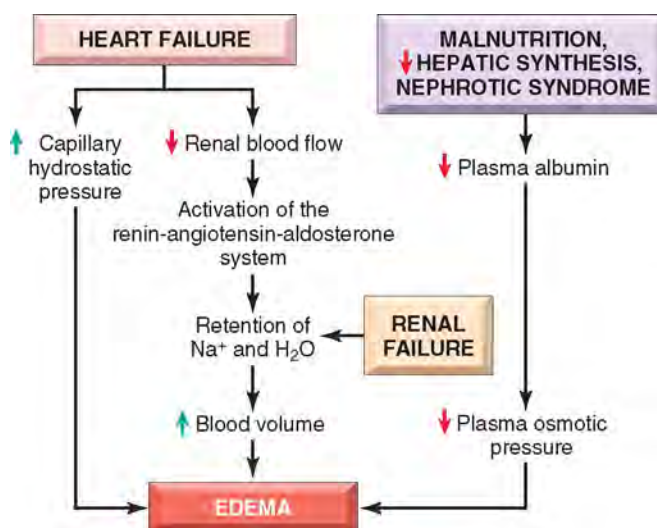 HEART FAILURE
MALNUTRITION,
HEPATIC SYNTHESIS,
NEPHROTIC SYNDROME
Capillary
hydrostatic
pressure
Renal blood flow
Activation of the
renin-angiotensin-aldosterone
system
Retention of
Na⁺ and H₂O
RENAL
FAILURE
Blood volume
Plasma albumin
Plasma osmotic
pressure
EDEMA